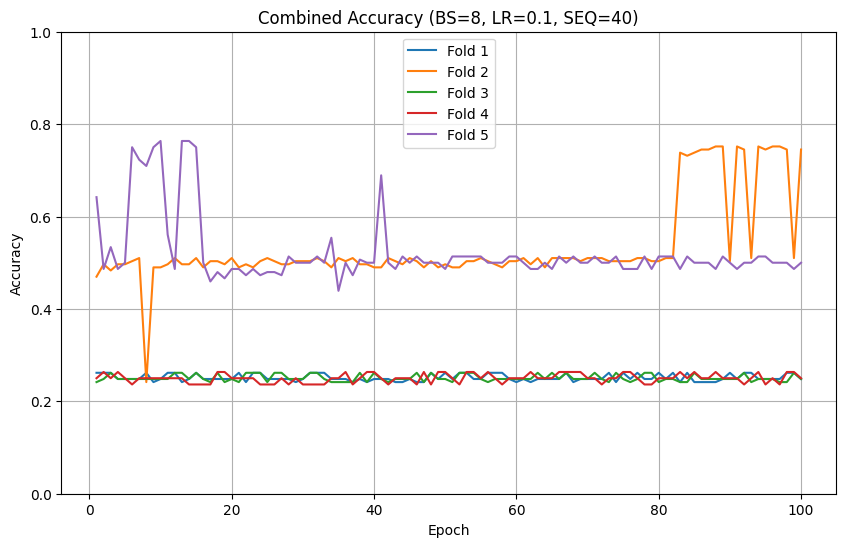 Combined Accuracy (BS=8, LR=0.1, SEQ=40)
Fold 1
Fold 2
Fold 3
Fold 4
Fold 5
Accuracy
1.0
0.8
0.6
0.4
0.2
0.0
0 20 40 60 80 100
Epoch